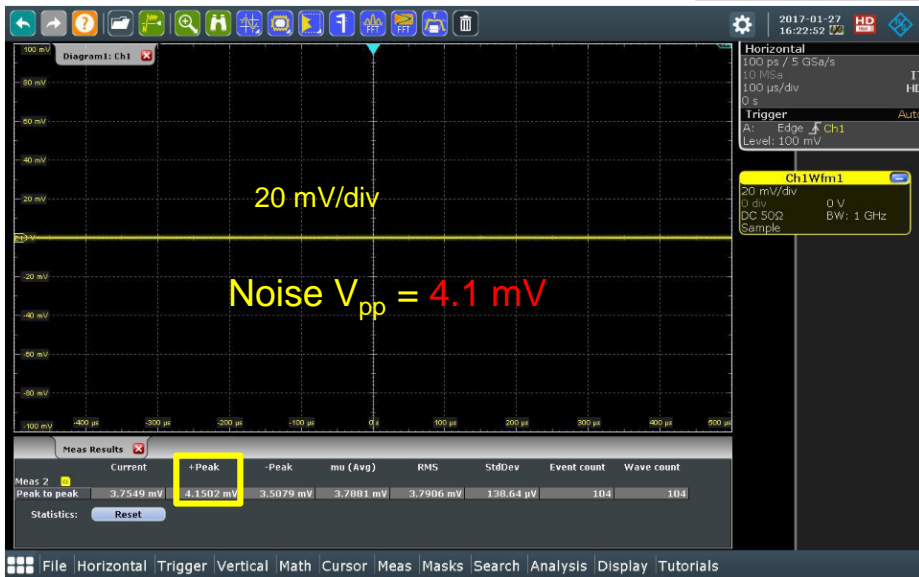 2017-01-27
16:22:52
HD
FFT
FFT
Diagram1: Ch1
100 mV
80 mV
60 mV
40 mV
20 mV
-20 mV
-40 mV
-60 mV
-80 mV
-100 mV
-400 µs -300 µs -200 µs -100 µs 0 s 100 µs 200 µs 300 µs 400 µs 500 µs
20 mV/div
Noise Vpp = 4.1 mV
Horizontal
100 ps / 5 GSa/s
10 MSa
100 µs/div HD
0 s
Trigger Auto
A: Edge Ch1
Level: 100 mV
Ch1Wfm1
20 mV/div
0 div 0 V
DC 50Ω BW: 1 GHz
Sample
Meas Results
Current +Peak -Peak mu (Avg) RMS StdDev Event count Wave count
Meas 2
Peak to peak 3.7549 mV 4.1502 mV 3.5079 mV 3.7881 mV 3.7906 mV 138.64 µV 104 104
Statistics: Reset
File Horizontal Trigger Vertical Math Cursor Meas Masks Search Analysis Display Tutorials